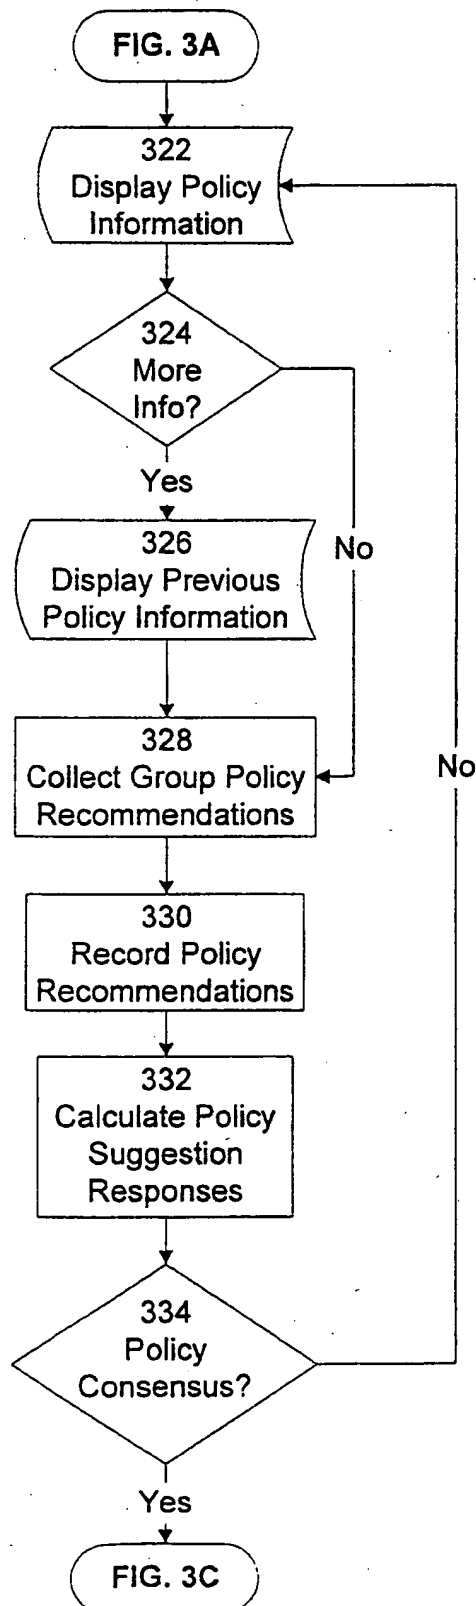 FIG. 3A
322
Display Policy
Information
324
More
Info?
Yes
No
326
Display Previous
Policy Information
328
Collect Group Policy
Recommendations
No
330
Record Policy
Recommendations
332
Calculate Policy
Suggestion
Responses
334
Policy
Consensus?
Yes
FIG. 3C